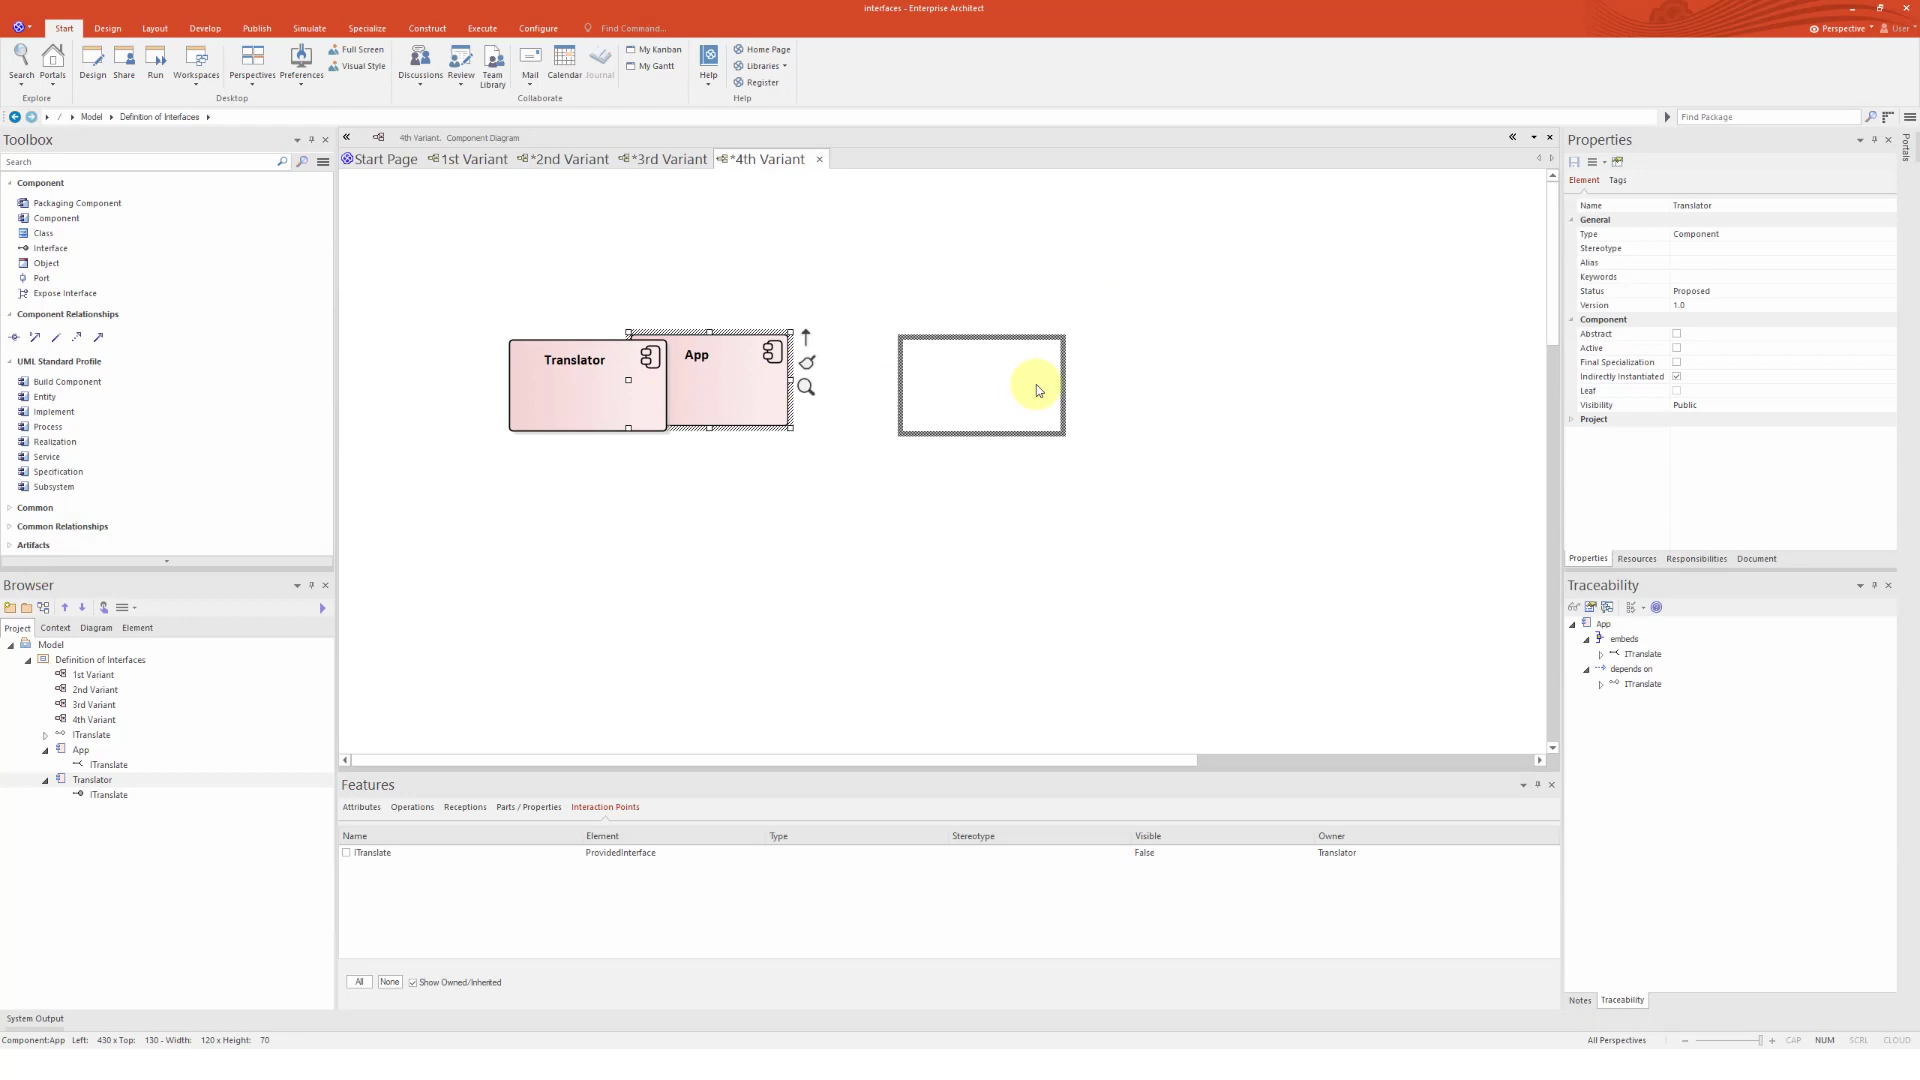 interfaces - Enterprise Architect
Start
Design
Layout
Develop
Publish
Simulate
Specialize
Construct
Execute
Configure
Find Command...
Perspective
User
Search
Portals
Explore
Design
Share
Run
Workspaces
Perspectives
Preferences
Full Screen
Visual Style
Desktop
Discussions
Review
Team
Library
Mail
Calendar
Journal
My Kanban
My Gantt
Collaborate
Help
Home Page
Libraries
Register
Help
/
Model
Definition of Interfaces
Find Package
Portals
Toolbox
Search
Component
Packaging Component
Component
Class
Interface
Object
Port
Expose Interface
Component Relationships
UML Standard Profile
Build Component
Entity
Implement
Process
Realization
Service
Specification
Subsystem
Common
Common Relationships
Artifacts
4th Variant. Component Diagram
Start Page
1st Variant
*2nd Variant
*3rd Variant
*4th Variant
Translator
App
Properties
Element
Tags
Name Translator
General
Type Component
Stereotype
Alias
Keywords
Status Proposed
Version 1.0
Component
Abstract
Active
Final Specialization
Indirectly Instantiated
Leaf
Visibility Public
Project
Properties
Resources
Responsibilities
Document
Browser
Project
Context
Diagram
Element
Model
Definition of Interfaces
1st Variant
2nd Variant
3rd Variant
4th Variant
ITranslate
App
ITranslate
Translator
ITranslate
Features
Attributes
Operations
Receptions
Parts / Properties
Interaction Points
Name Element Type Stereotype Visible Owner
ITranslate ProvidedInterface False Translator
All
None
Show Owned/Inherited
Traceability
App
embeds
ITranslate
depends on
ITranslate
Notes
Traceability
System Output
Component:App Left: 430 x Top: 130 - Width: 120 x Height: 70
All Perspectives
CAP
NUM
SCRL
CLOUD